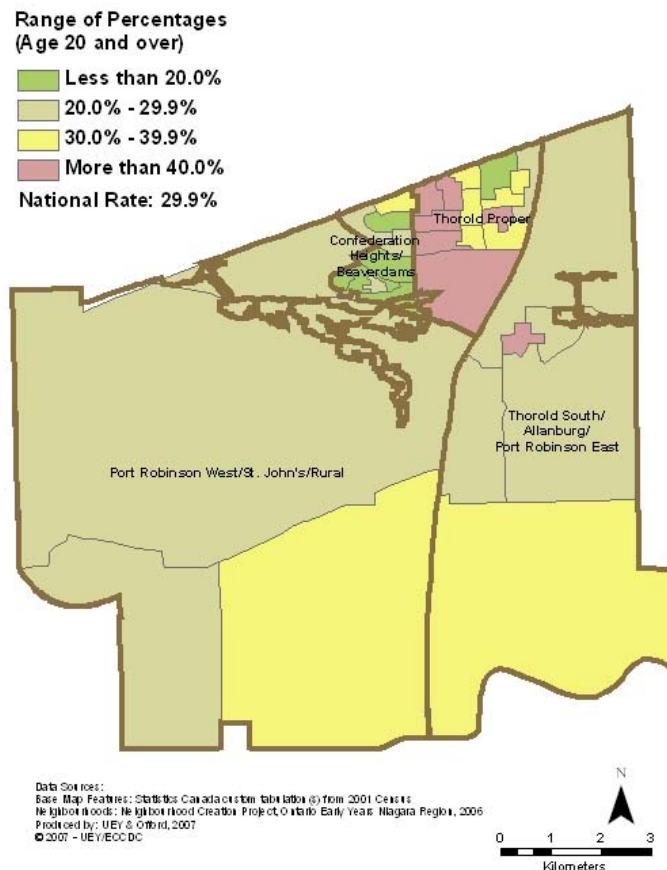 Range of Percentages
(Age 20 and over)
Less than 20.0%
20.0% - 29.9%
30.0% - 39.9%
More than 40.0%
National Rate: 29.9%
Thorold Proper
Confederation
Heights/
Beaverdams
Thorold South/
Allanburg/
Port Robinson East
Port Robinson West/St. John's/Rural
Data Sources:
Base Map Features: Statistics Canada custom tabulation(s) from 2001 Census
Neighbourhoods: Neighbourhood Creation Project, Ontario Early Years Niagara Region, 2006
Produced by: UEY & Offord, 2007
© 2007 - UEY/ECCDC
N
0 1 2 3
Kilometers